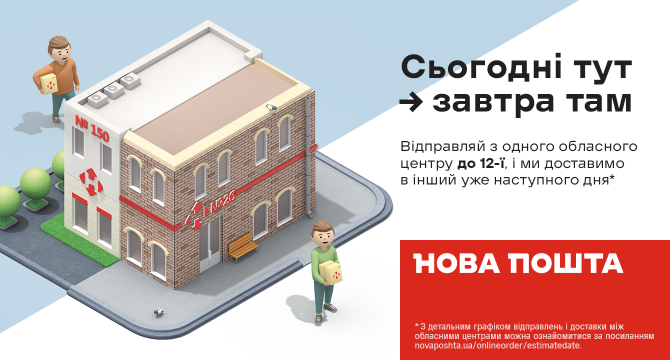 Сьогодні тут
→ завтра там
Відправляй з одного обласного
центру до 12-ї, і ми доставимо
в інший уже наступного дня*
№ 150
№26
НОВА ПОШТА
* З детальним графіком відправлень і доставки між
обласними центрами можна ознайомитися за посиланням
novaposhta.ua/onlineorder/estimatedate.